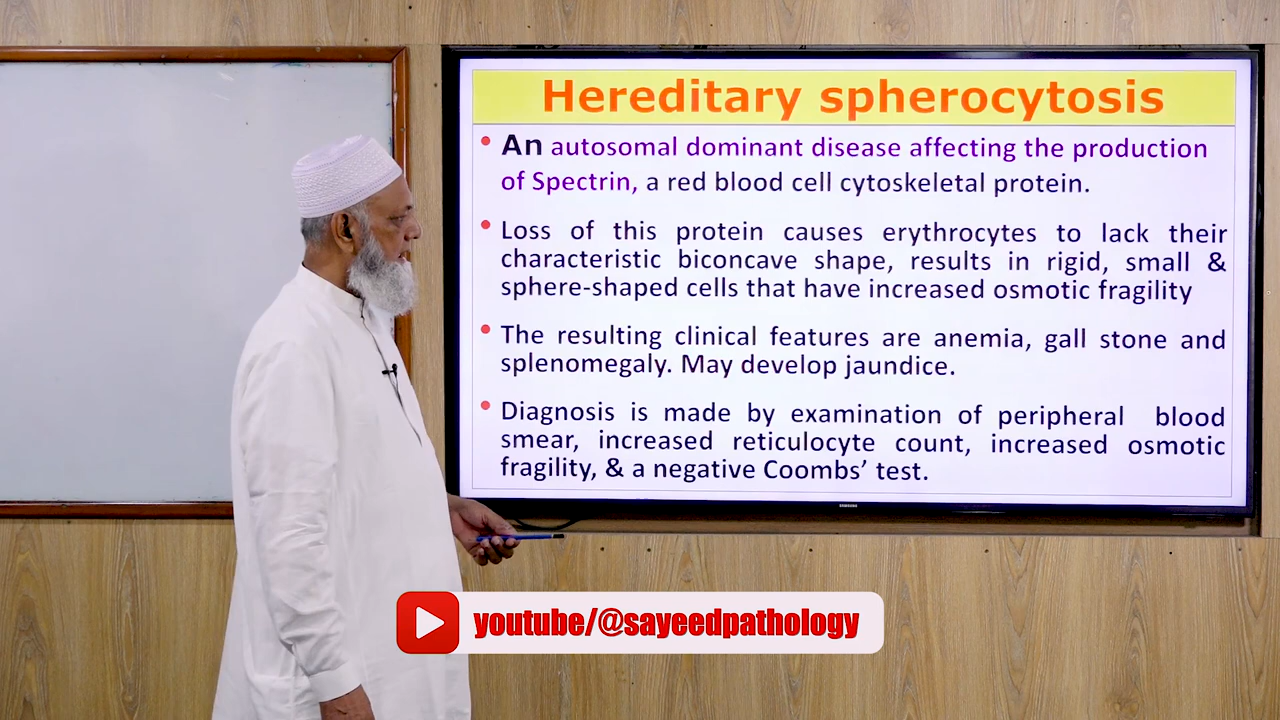 Hereditary spherocytosis
• An autosomal dominant disease affecting the production
of Spectrin, a red blood cell cytoskeletal protein.
• Loss of this protein causes erythrocytes to lack their
characteristic biconcave shape, results in rigid, small &
sphere-shaped cells that have increased osmotic fragility
• The resulting clinical features are anemia, gall stone and
splenomegaly. May develop jaundice.
• Diagnosis is made by examination of peripheral blood
smear, increased reticulocyte count, increased osmotic
fragility, & a negative Coombs’ test.
SAMSUNG
youtube/@sayeedpathology